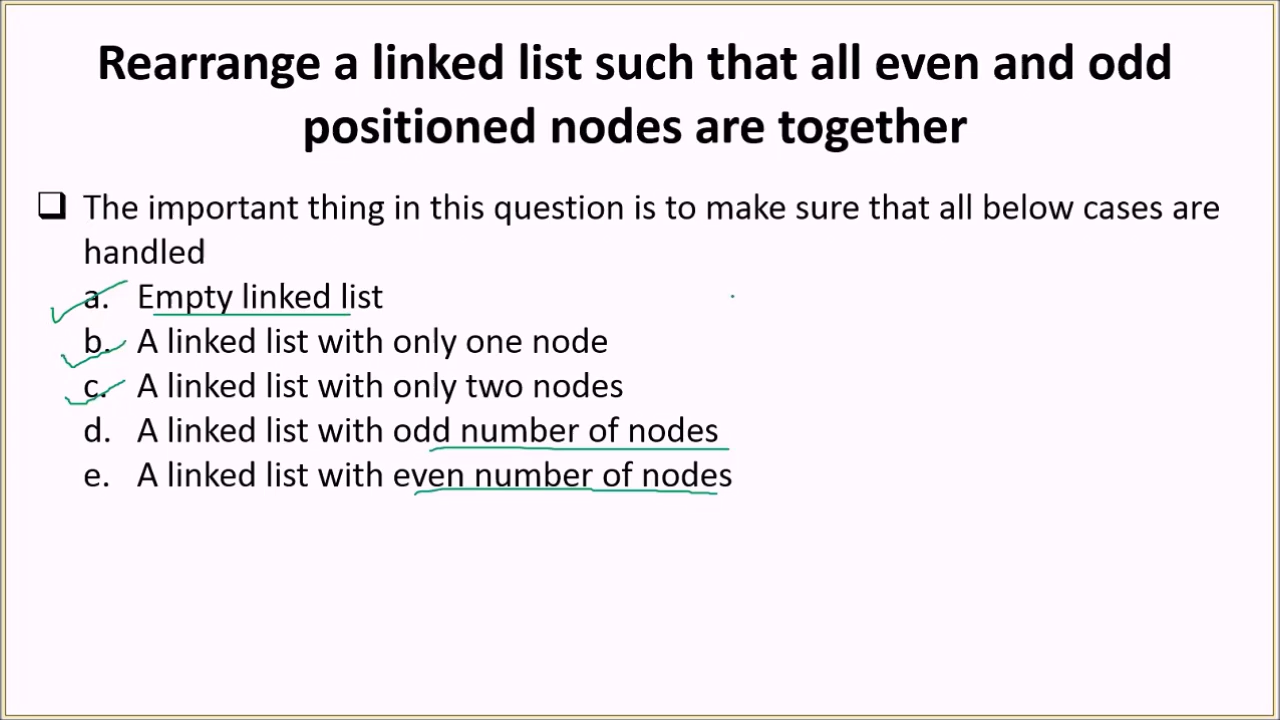 Rearrange a linked list such that all even and odd
positioned nodes are together
❑ The important thing in this question is to make sure that all below cases are
handled
a. Empty linked list
b. A linked list with only one node
c. A linked list with only two nodes
d. A linked list with odd number of nodes
e. A linked list with even number of nodes